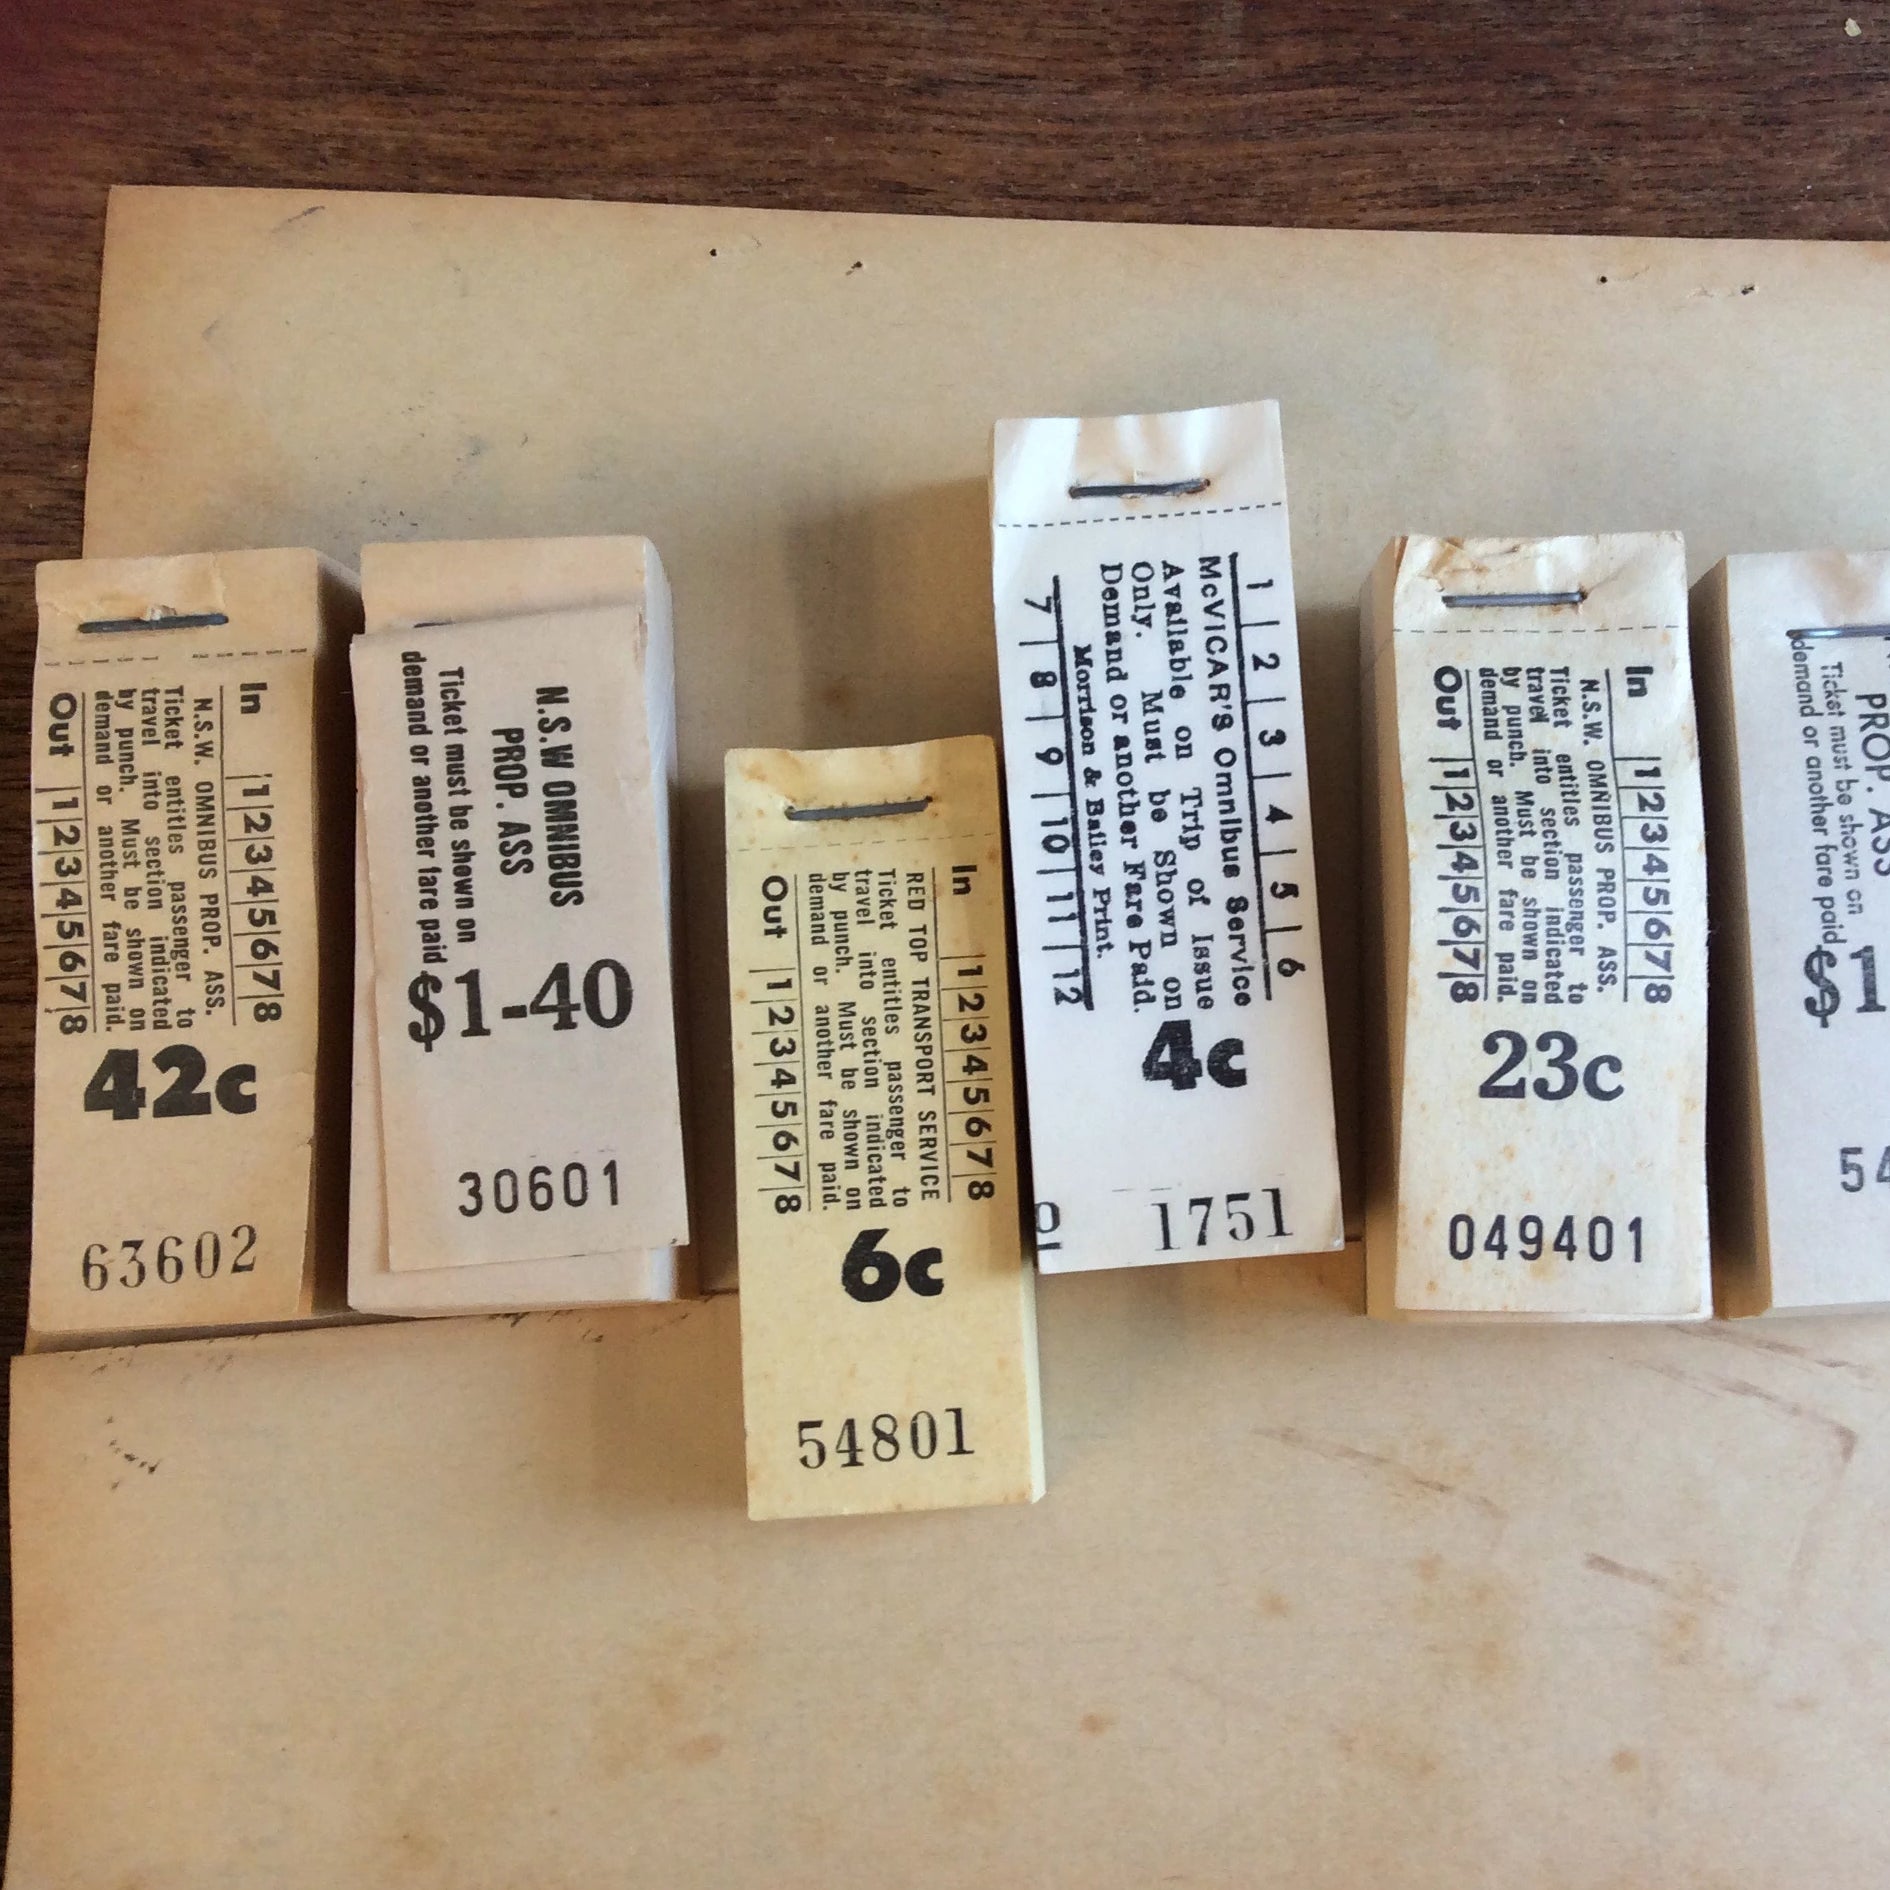 In 1 2 3 4 5 6 7 8
N.S.W. OMNIBUS PROP. ASS.
Ticket entitles passenger to
travel into section indicated
by punch. Must be shown on
demand or another fare paid.
Out 1 2 3 4 5 6 7 8
42c
63602
N.S.W OMNIBUS
PROP. ASS
Ticket must be shown on
demand or another fare paid
$1-40
30601
In 1 2 3 4 5 6 7 8
RED TOP TRANSPORT SERVICE
Ticket entitles passenger to
travel into section indicated
by punch. Must be shown on
demand or another fare paid.
Out 1 2 3 4 5 6 7 8
6c
54801
1 2 3 4 5 6
McVICAR'S Omnibus Service
Available on Trip of Issue
Only. Must be Shown on
Demand or another Fare Paid.
Morrison & Bailey Print.
7 8 9 10 11 12
4c
1751
In 1 2 3 4 5 6 7 8
N.S.W. OMNIBUS PROP. ASS.
Ticket entitles passenger to
travel into section indicated
by punch. Must be shown on
demand or another fare paid.
Out 1 2 3 4 5 6 7 8
23c
049401
PROP. ASS
Ticket must be shown on
demand or another fare paid
$1
54